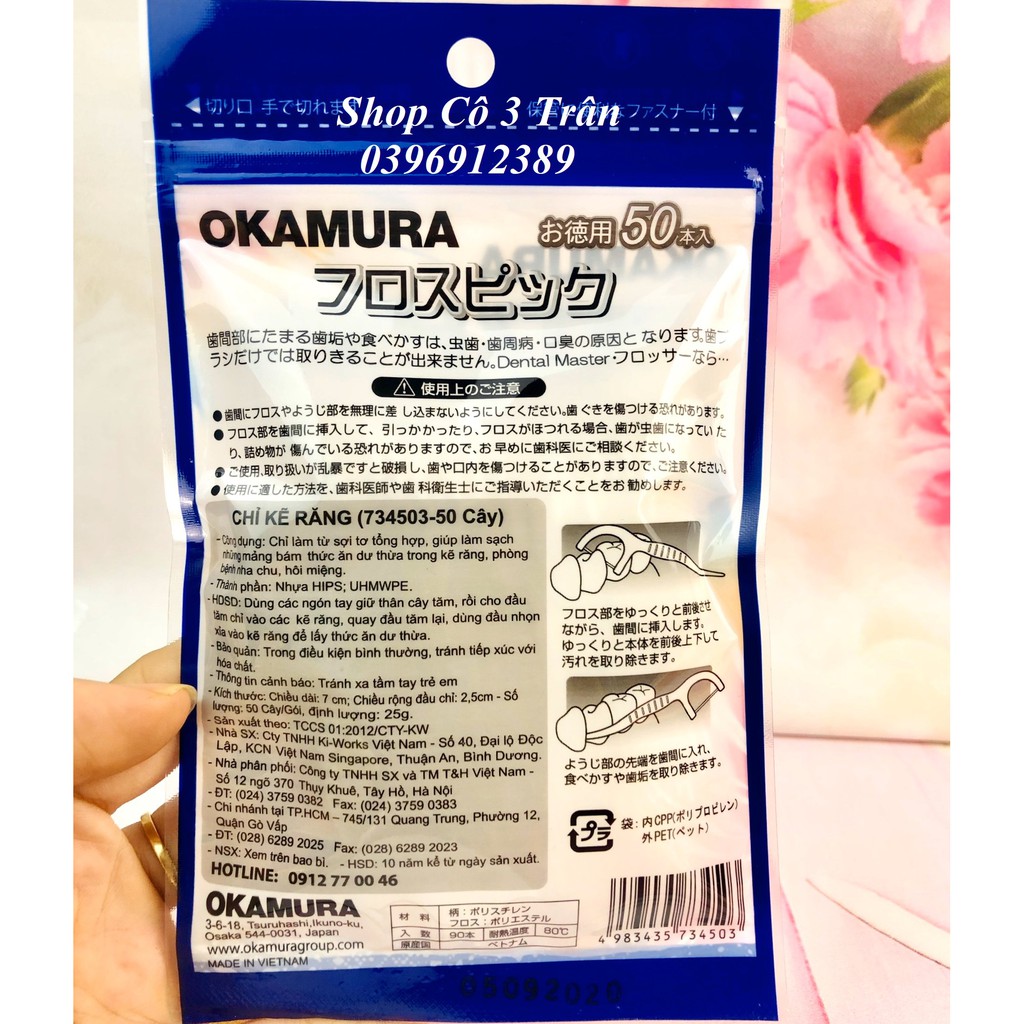 切り口 手で切れます
Shop Cô 3 Trân
ファスナー付
0396912389
OKAMURA
お徳用50本入
フロスピック
歯間部にたまる歯垢や食べかすは、虫歯・歯周病・口臭の原因と なります。歯ブ
ラシだけでは取りきることが出来ません。Dental Master・フロッサーなら…
使用上のご注意
● 歯間にフロスやようじ部を無理に差 し込まないようにしてください。歯 ぐきを傷つける恐れがあります。
● フロス部を歯間に挿入して、引っかかったり、フロスがほつれる場合、歯が虫歯になってい た
り、詰め物が 傷んでいる恐れがありますので、お 早めに歯科医にご相談ください。
● ご使用、取り扱いが乱暴ですと破損し、歯や口内を傷つけることがありますので、ご注意ください。
● 使用に適した方法を、歯科医師や歯 科衛生士にご指導いただくことをお 勧めします。
CHỈ KẼ RĂNG (734503-50 Cây)
- Công dụng: Chỉ làm từ sợi tơ tổng hợp, giúp làm sạch
những mảng bám thức ăn dư thừa trong kẽ răng, phòng
bệnh nha chu, hôi miệng.
- Thành phần: Nhựa HIPS; UHMWPE.
- HDSD: Dùng các ngón tay giữ thân cây tăm, rồi cho đầu
tăm chỉ vào các kẽ răng, quay đầu tăm lại, dùng đầu nhọn
xỉa vào kẽ răng để lấy thức ăn dư thừa.
- Bảo quản: Trong điều kiện bình thường, tránh tiếp xúc với
hóa chất.
- Thông tin cảnh báo: Tránh xa tầm tay trẻ em
- Kích thước: Chiều dài: 7 cm; Chiều rộng đầu chỉ: 2,5cm - Số
lượng: 50 Cây/Gói, định lượng: 25g.
- Sản xuất theo: TCCS 01:2012/CTY-KW
- Nhà SX: Cty TNHH Ki-Works Việt Nam - Số 40, Đại lộ Độc
Lập, KCN Việt Nam Singapore, Thuận An, Bình Dương.
- Nhà phân phối: Công ty TNHH SX và TM T&H Việt Nam -
Số 12 ngõ 370 Thụy Khuê, Tây Hồ, Hà Nội
- ĐT: (024) 3759 0382 Fax: (024) 3759 0383
- Chi nhánh tại TP.HCM – 745/131 Quang Trung, Phường 12,
Quận Gò Vấp
- ĐT: (028) 6289 2025 Fax: (028) 6289 2023
- NSX: Xem trên bao bì. - HSD: 10 năm kể từ ngày sản xuất.
HOTLINE: 0912 77 00 46
フロス部をゆっくりと前後させ
ながら、歯間に挿入します。
ゆっくりと本体を前後上下して
汚れを取り除きます。
ようじ部の先端を歯間に入れ、
食べかすや歯垢を取り除きます。
プラ
袋：内CPP(ポリプロピレン)
外PET(ペット)
OKAMURA
3-6-18, Tsuruhashi,Ikuno-ku,
Osaka 544-0031, Japan
www.okamuragroup.com
MADE IN VIETNAM
材 料 柄：ポリスチレン
フロス：ポリエステル
入 数 90本 耐熱温度 80℃
原産国 ベトナム
4 983435 734503
05092020